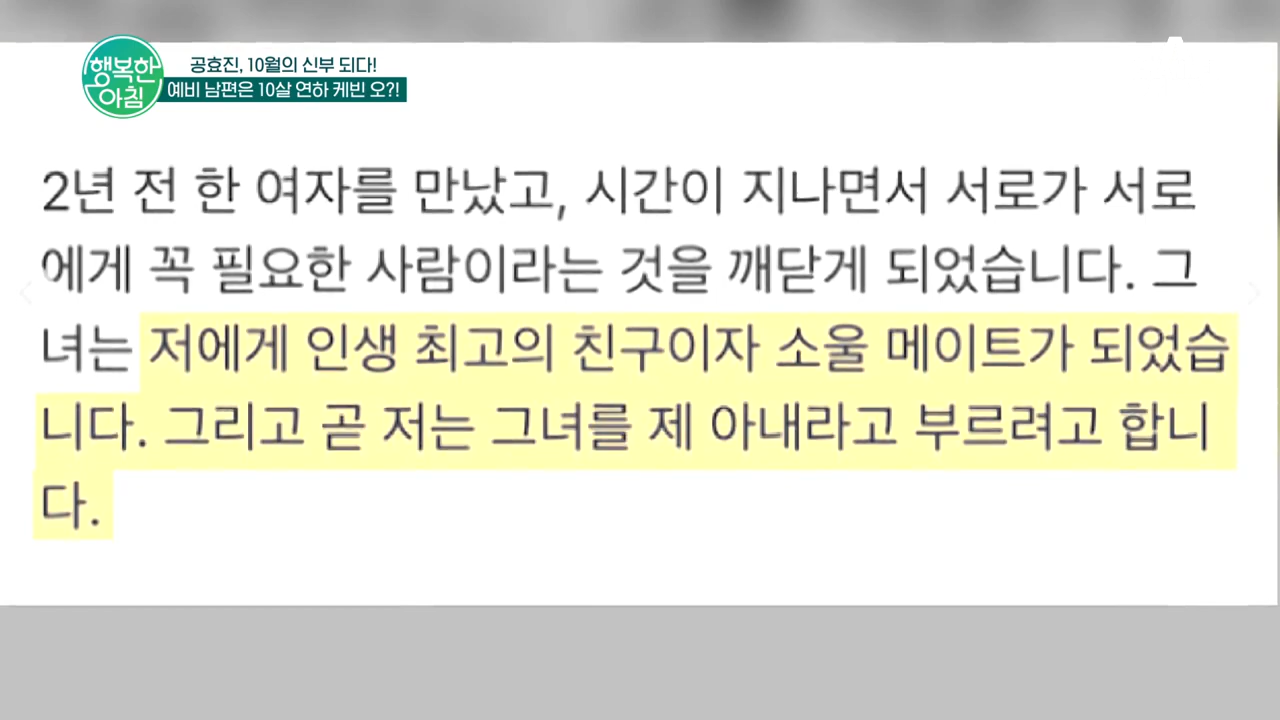 행복한
아침
공효진, 10월의 신부 되다!
예비 남편은 10살 연하 케빈 오?!
2년 전 한 여자를 만났고, 시간이 지나면서 서로가 서로
에게 꼭 필요한 사람이라는 것을 깨닫게 되었습니다. 그
녀는 저에게 인생 최고의 친구이자 소울 메이트가 되었습
니다. 그리고 곧 저는 그녀를 제 아내라고 부르려고 합니
다.